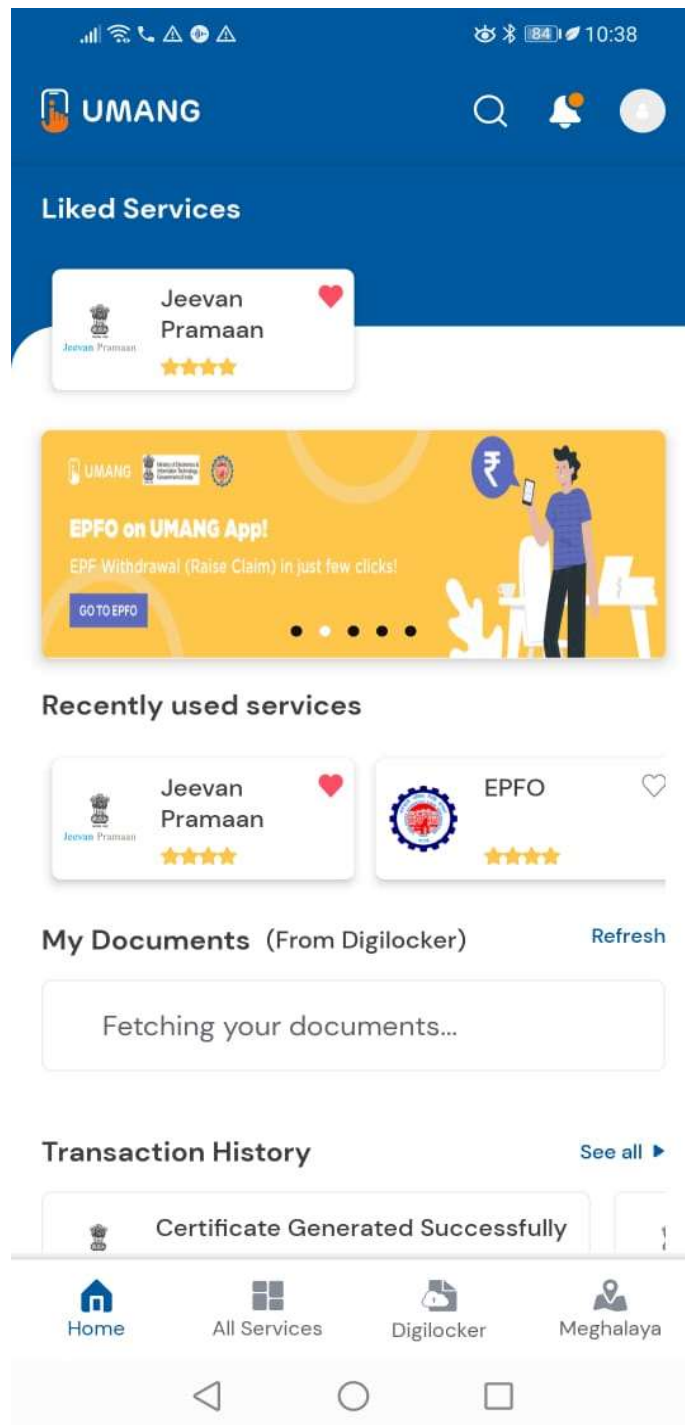 84 10:38
UMANG
Liked Services
Jeevan
Pramaan
Jeevan Pramaan
UMANG
EPFO on UMANG App!
EPF Withdrawal (Raise Claim) in just few clicks!
GO TO EPFO
Recently used services
Jeevan
Pramaan
Jeevan Pramaan
EPFO
My Documents (From Digilocker) Refresh
Fetching your documents...
Transaction History See all
Certificate Generated Successfully
Home All Services Digilocker Meghalaya